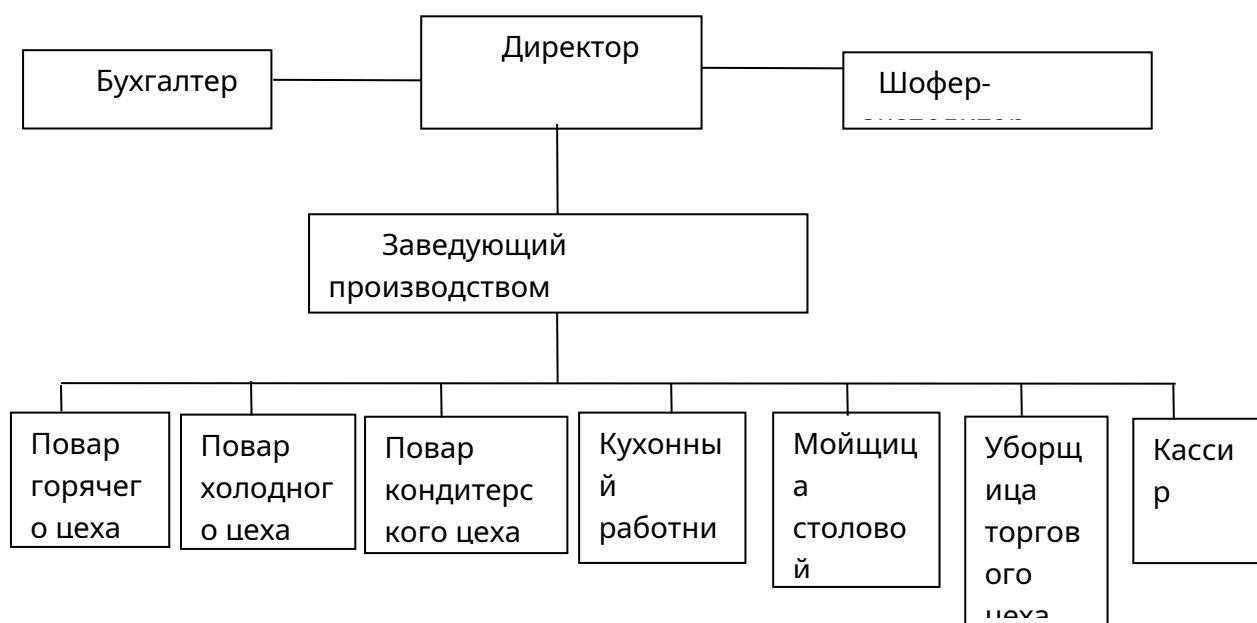 Директор
Бухгалтер
Шофер-
Заведующий
производством
Повар
горячег
о цеха
Повар
холодног
о цеха
Повар
кондитерс
кого цеха
Кухонны
й
работни
Мойщиц
а
столово
й
Уборщ
ица
торгов
ого
цеха
Касси
р